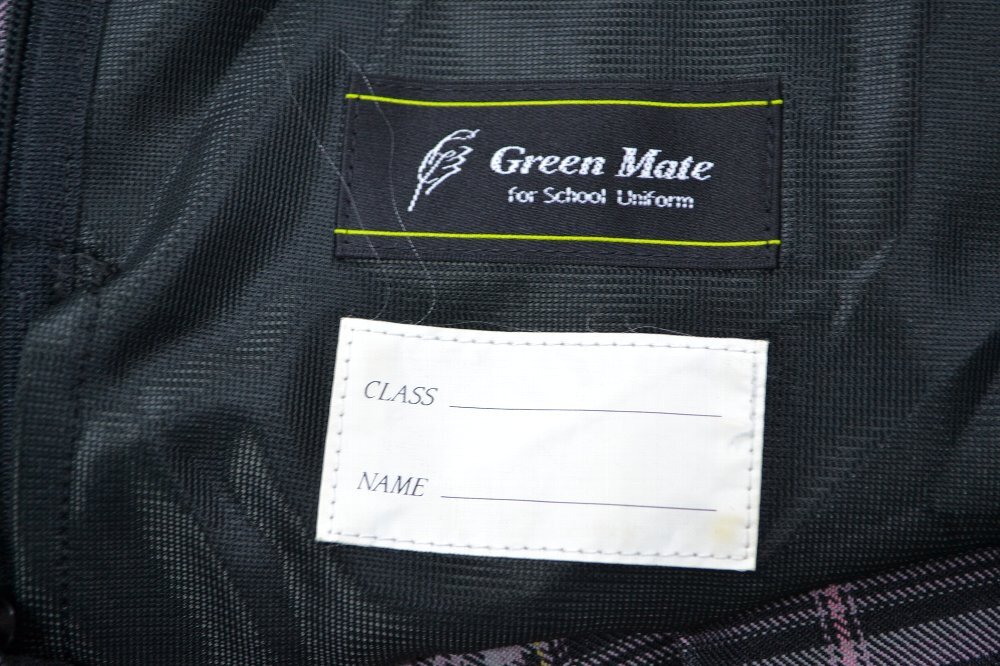 Green Mate
for School Uniform
CLASS
NAME